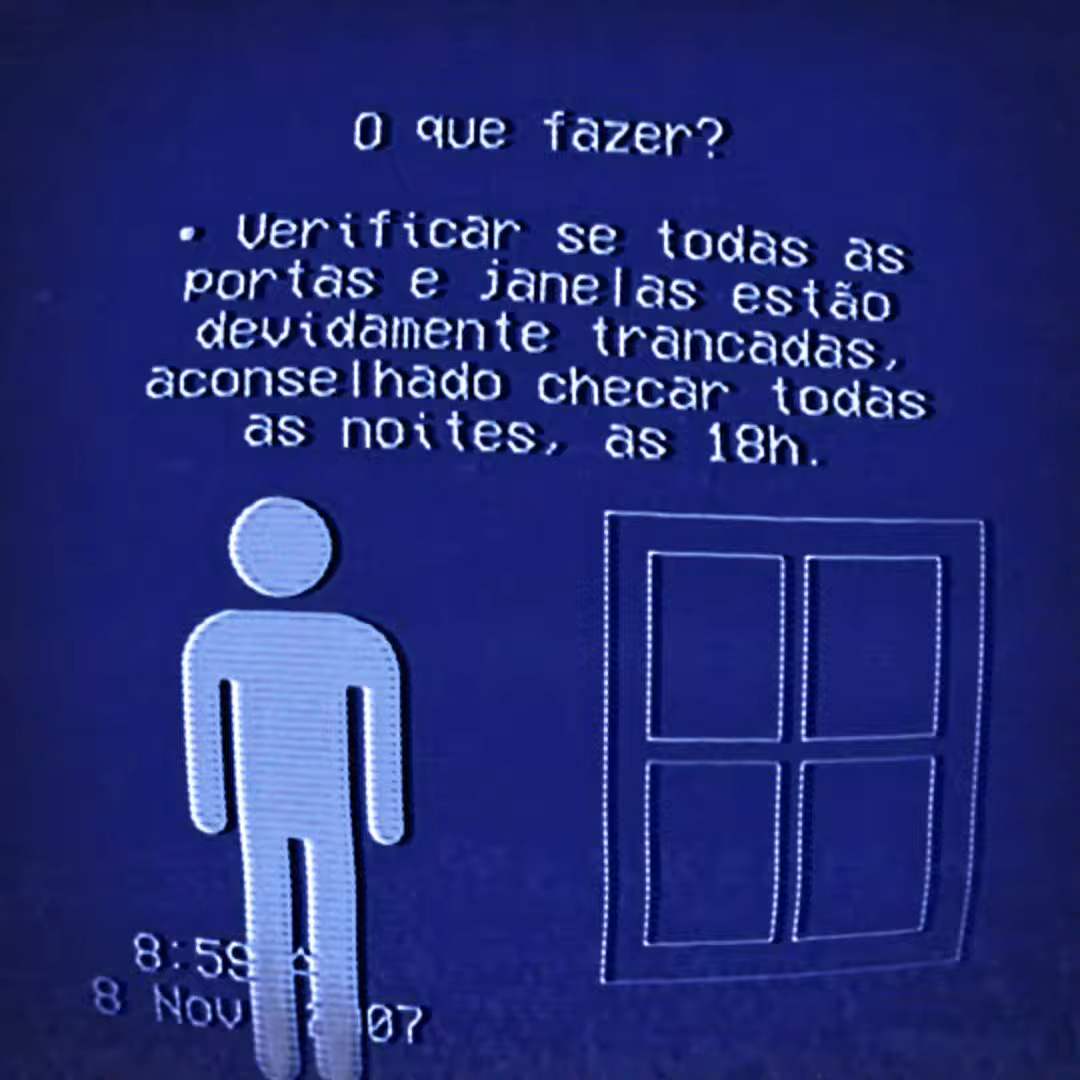 O que fazer?
• Verificar se todas as
portas e janelas estão
devidamente trancadas,
aconselhado checar todas
as noites, as 18h.
8:59
8 Nov 07